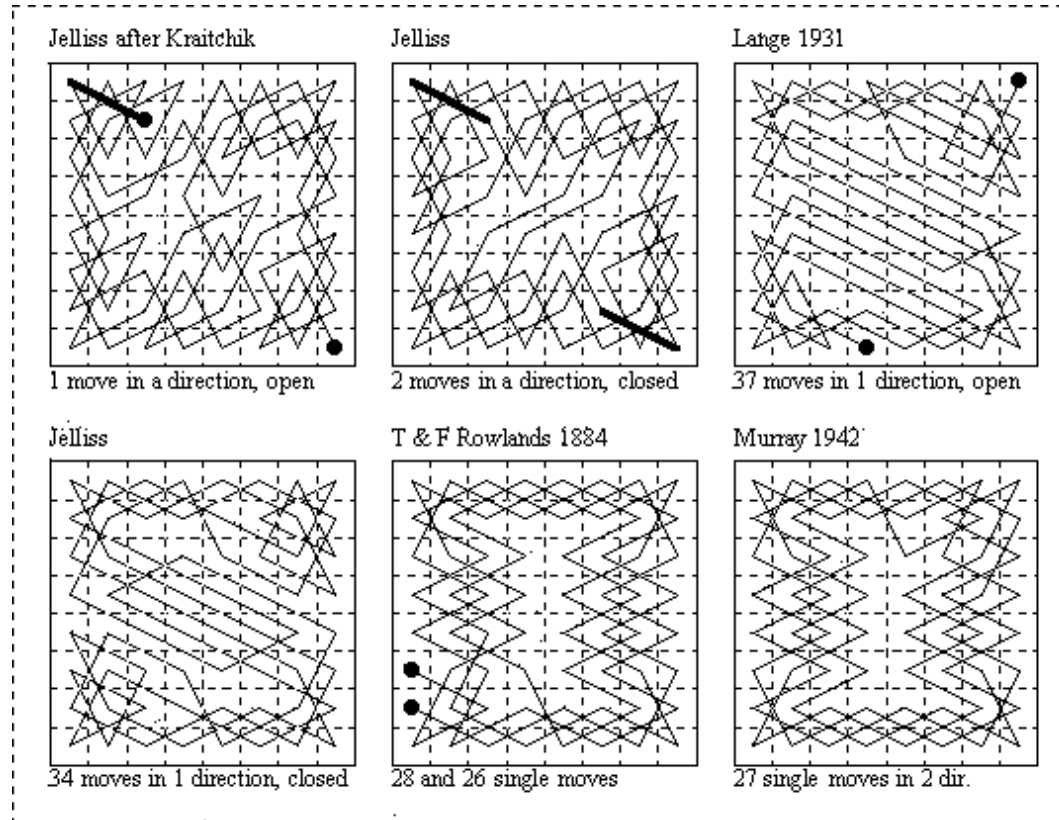 Jelliss after Kraitchik
Jelliss
Lange 1931
1 move in a direction, open
2 moves in a direction, closed
37 moves in 1 direction, open
Jelliss
T & F Rowlands 1884
Murray 1942
34 moves in 1 direction, closed
28 and 26 single moves
27 single moves in 2 dir.